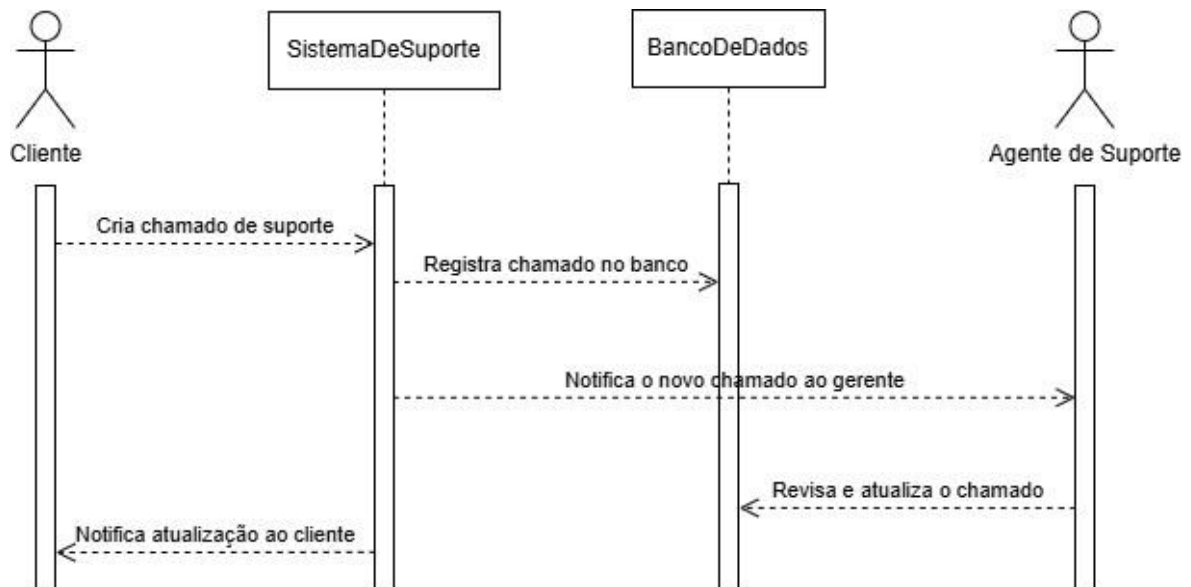 SistemaDeSuporte
BancoDeDados
Cliente
Agente de Suporte
Cria chamado de suporte
Registra chamado no banco
Notifica o novo chamado ao gerente
Revisa e atualiza o chamado
Notifica atualização ao cliente